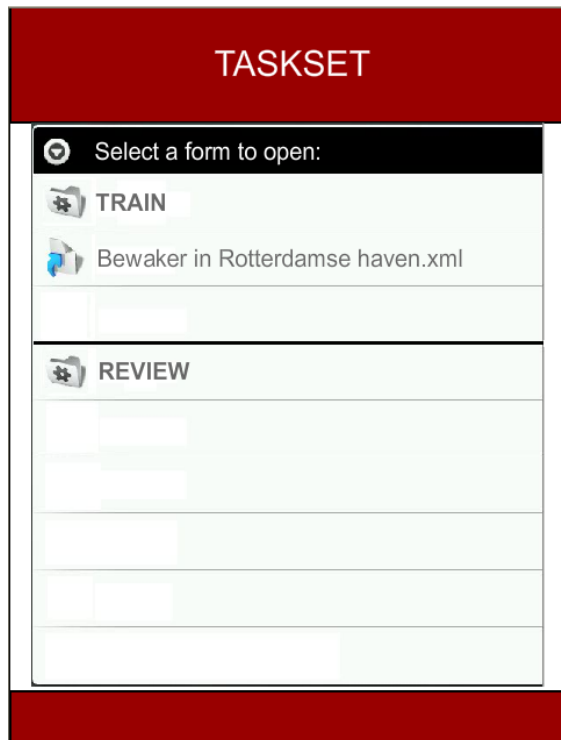 TASKSET
Select a form to open:
TRAIN
Bewaker in Rotterdamse haven.xml
REVIEW